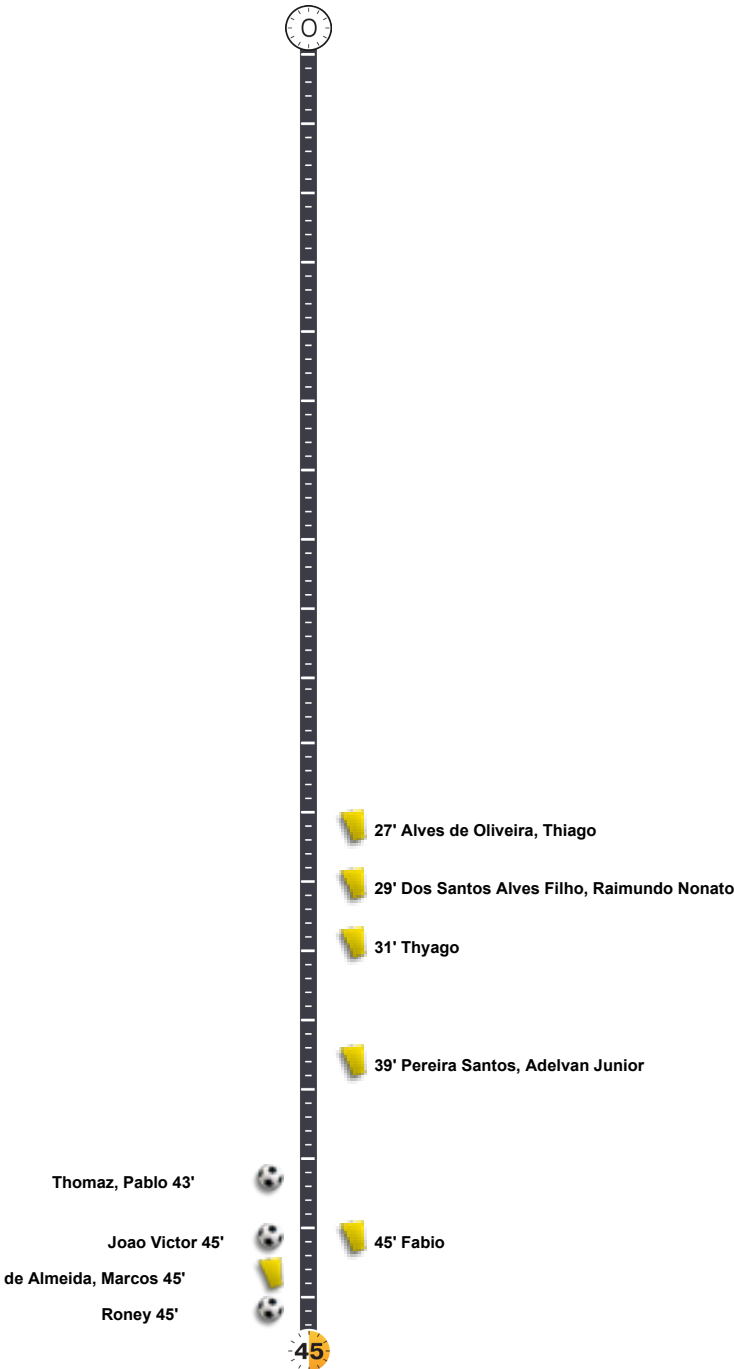 0
27' Alves de Oliveira, Thiago
29' Dos Santos Alves Filho, Raimundo Nonato
31' Thyago
39' Pereira Santos, Adelvan Junior
Thomaz, Pablo 43'
Joao Victor 45'
45' Fabio
de Almeida, Marcos 45'
Roney 45'
45